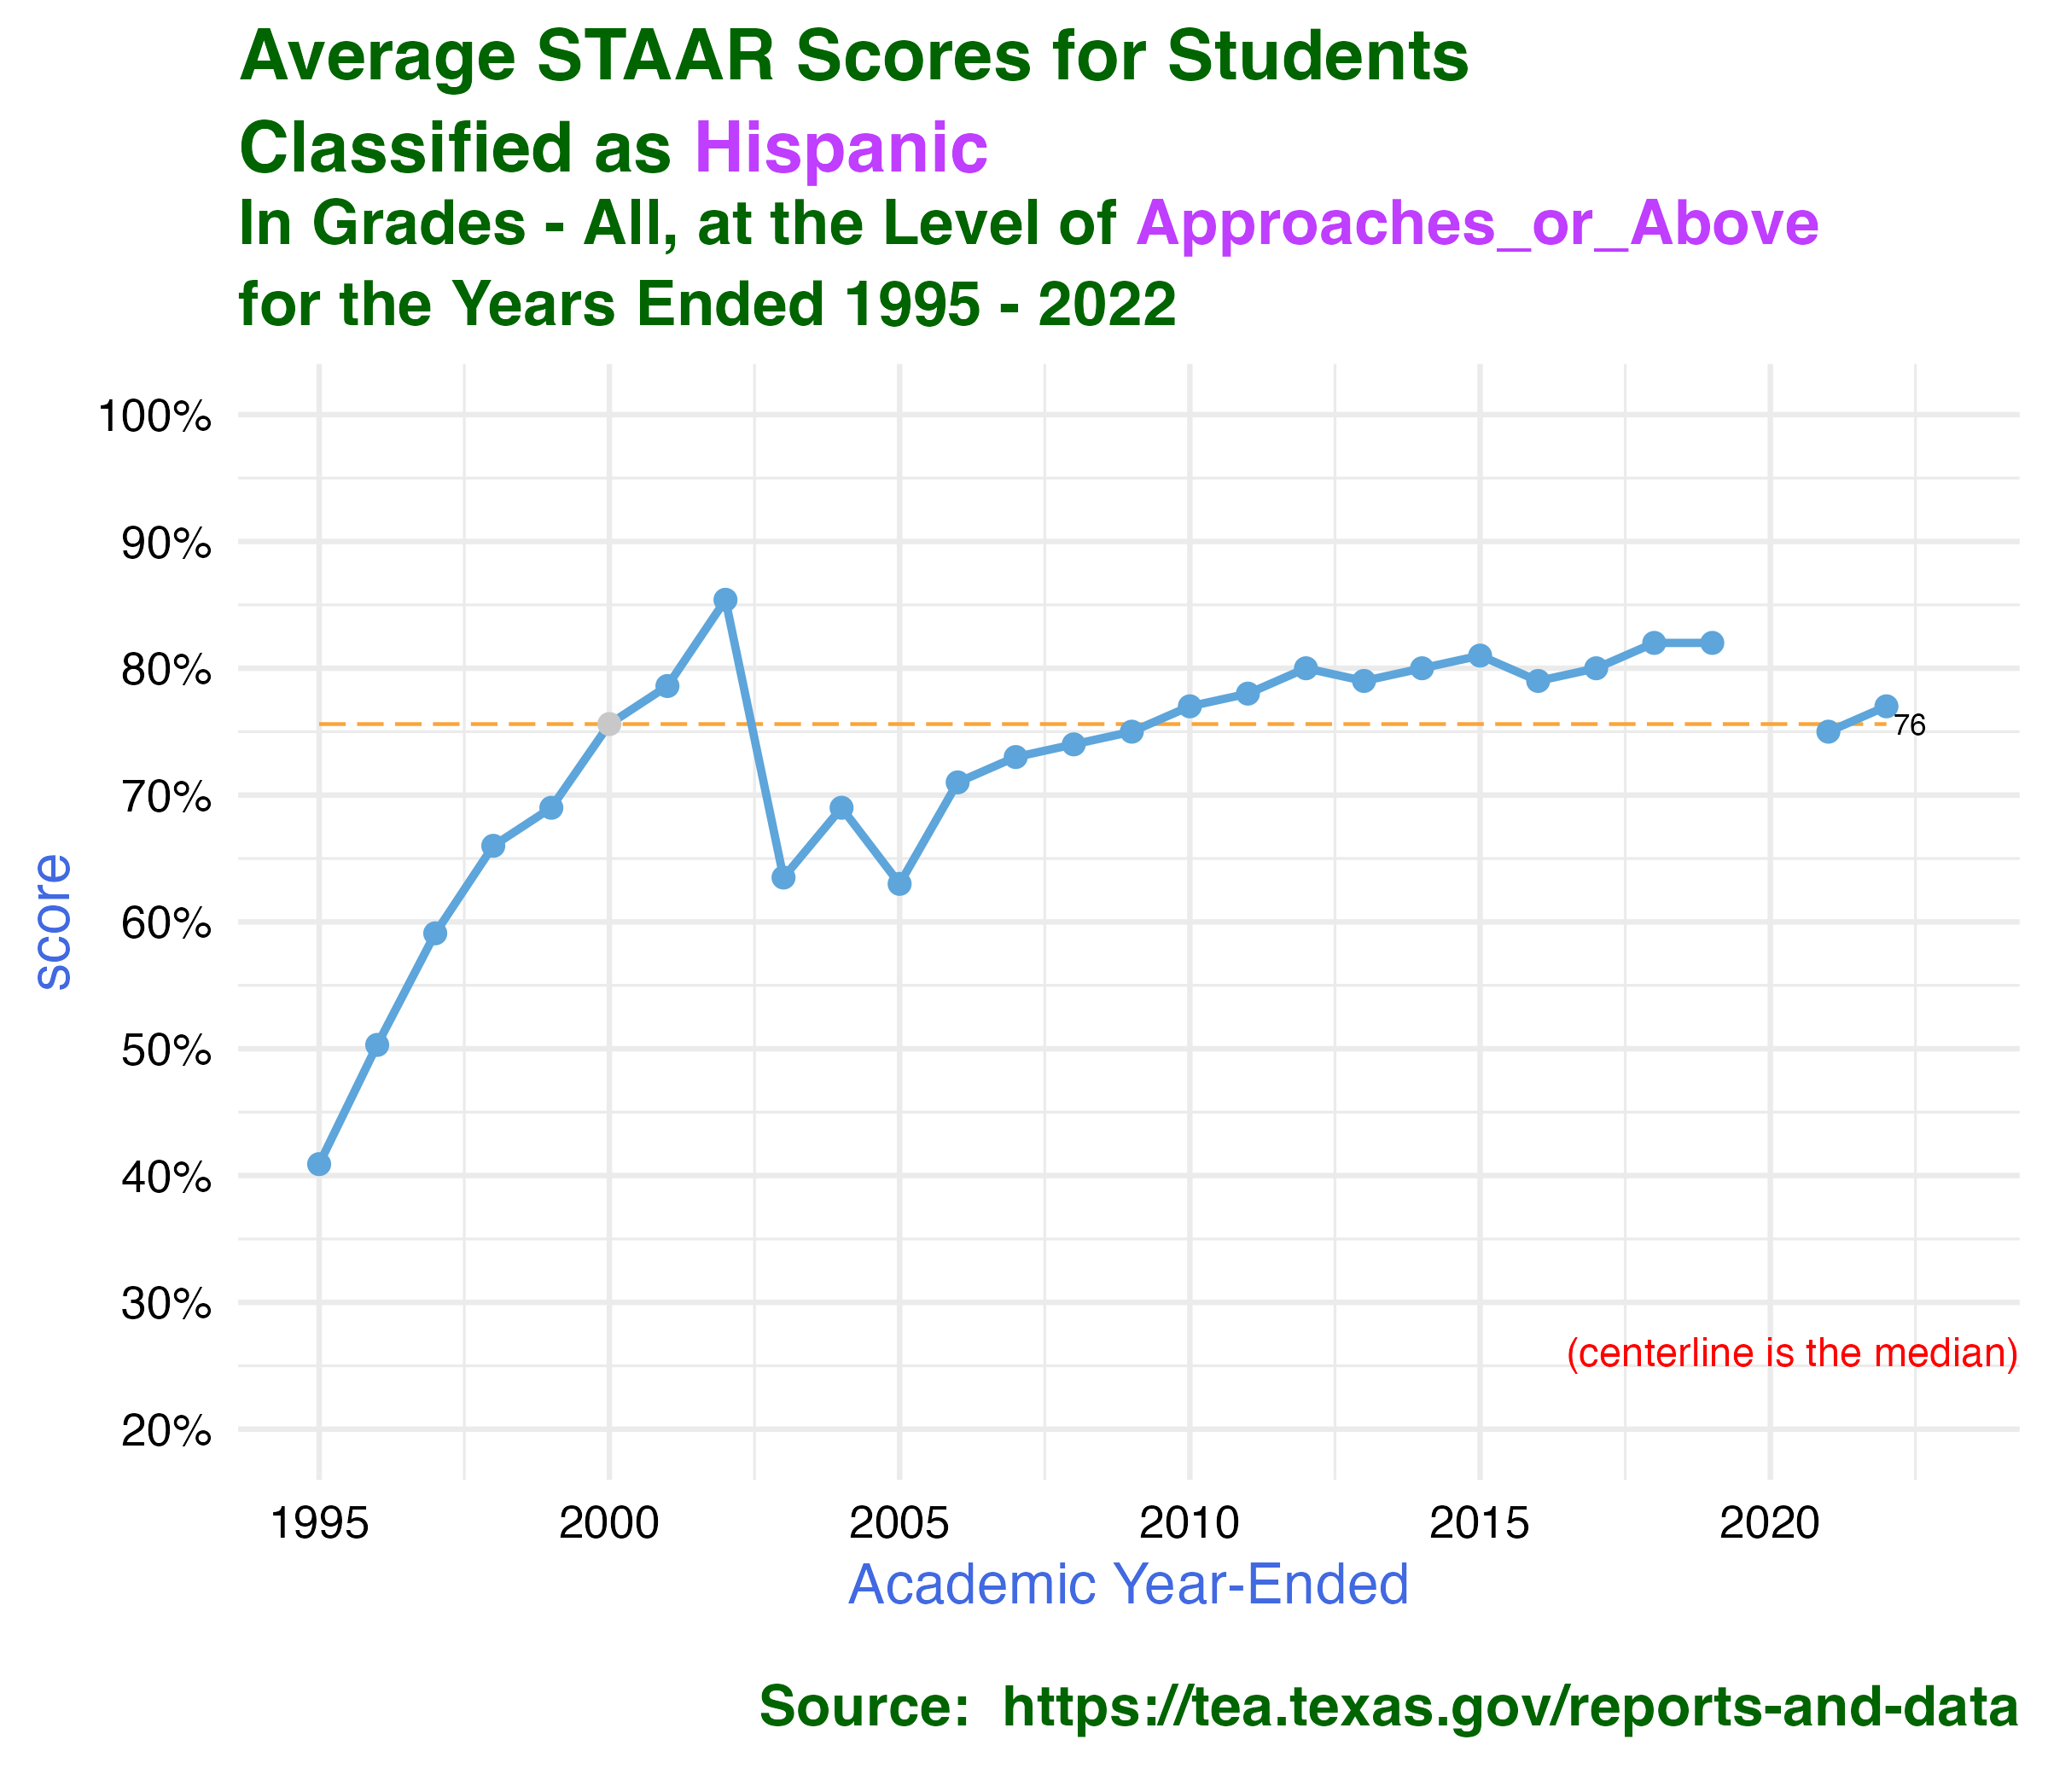 Average STAAR Scores for Students
Classified as Hispanic
In Grades - All, at the Level of Approaches_or_Above
for the Years Ended 1995 - 2022
100%
90%
80%
76
70%
60%
50%
40%
30%
20%
score
(centerline is the median)
1995 2000 2005 2010 2015 2020
Academic Year-Ended
Source:  https://tea.texas.gov/reports-and-data